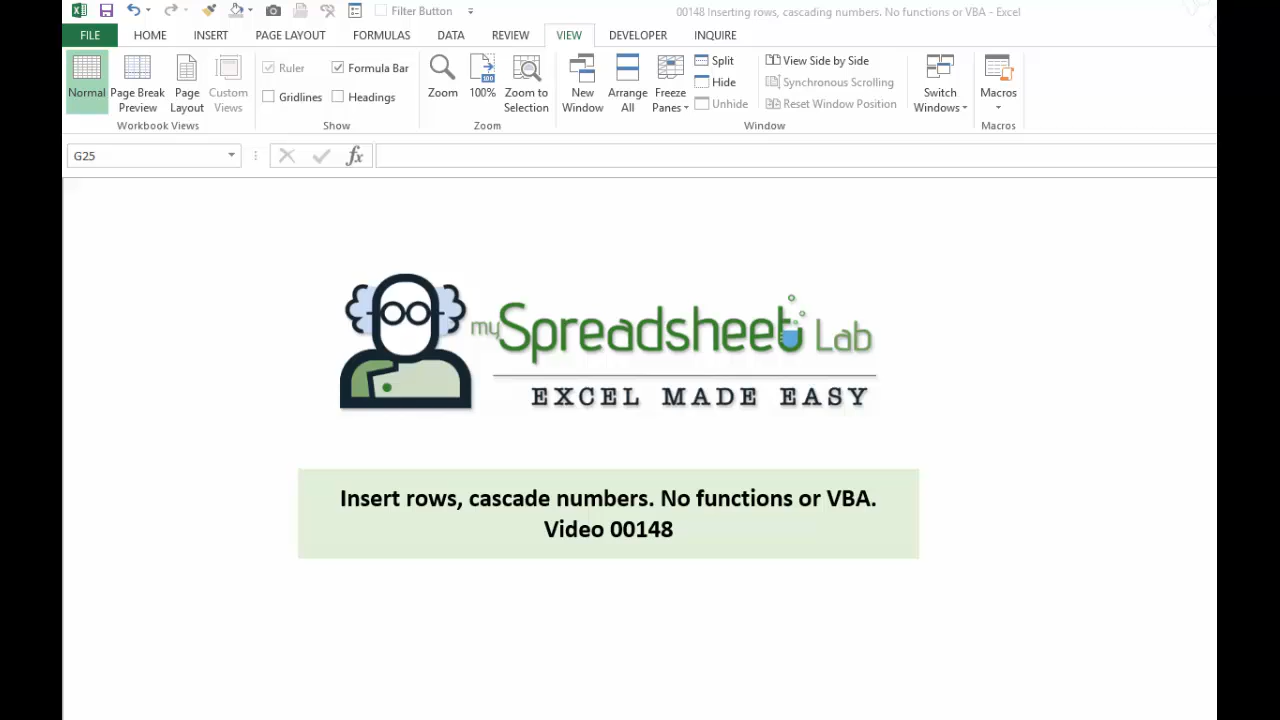 Filter Button
00148 Inserting rows, cascading numbers. No functions or VBA - Excel
FILE HOME INSERT PAGE LAYOUT FORMULAS DATA REVIEW VIEW DEVELOPER INQUIRE
Normal
Page Break Preview
Page Layout
Custom Views
Workbook Views
Ruler
Formula Bar
Gridlines
Headings
Show
Zoom
100
100%
Zoom to Selection
Zoom
New Window
Arrange All
Freeze Panes
Split
Hide
Unhide
View Side by Side
Synchronous Scrolling
Reset Window Position
Switch Windows
Window
Macros
Macros
G25
fx
mySpreadsheet Lab
EXCEL MADE EASY
Insert rows, cascade numbers. No functions or VBA.
Video 00148